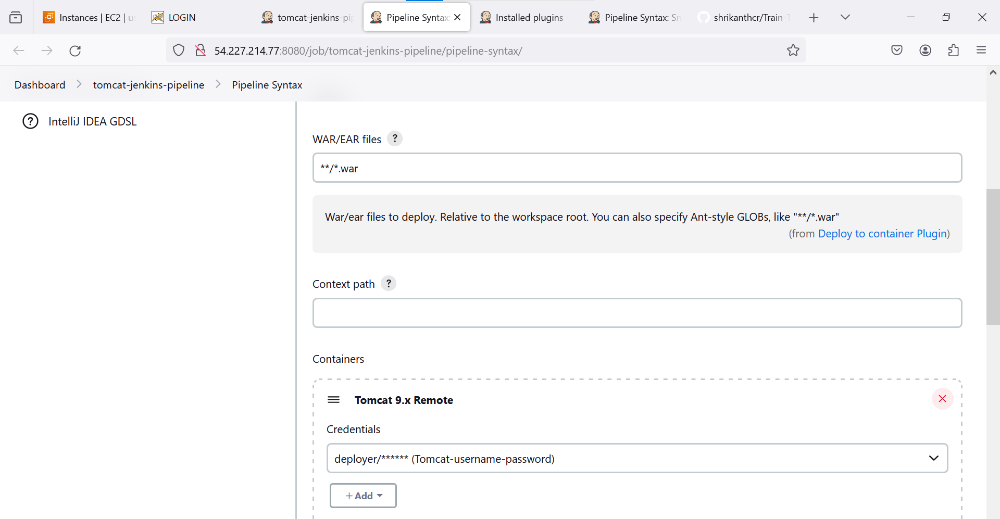 Instances | EC2 | us
LOGIN
tomcat-jenkins-pip
Pipeline Syntax:
Installed plugins -
Pipeline Syntax: Sn
shrikanthcr/Train-T
54.227.214.77:8080/job/tomcat-jenkins-pipeline/pipeline-syntax/
Dashboard > tomcat-jenkins-pipeline > Pipeline Syntax
? IntelliJ IDEA GDSL
WAR/EAR files ?
**/*.war
War/ear files to deploy. Relative to the workspace root. You can also specify Ant-style GLOBs, like "**/*.war"
(from Deploy to container Plugin)
Context path ?
Containers
Tomcat 9.x Remote
Credentials
deployer/****** (Tomcat-username-password)
+ Add